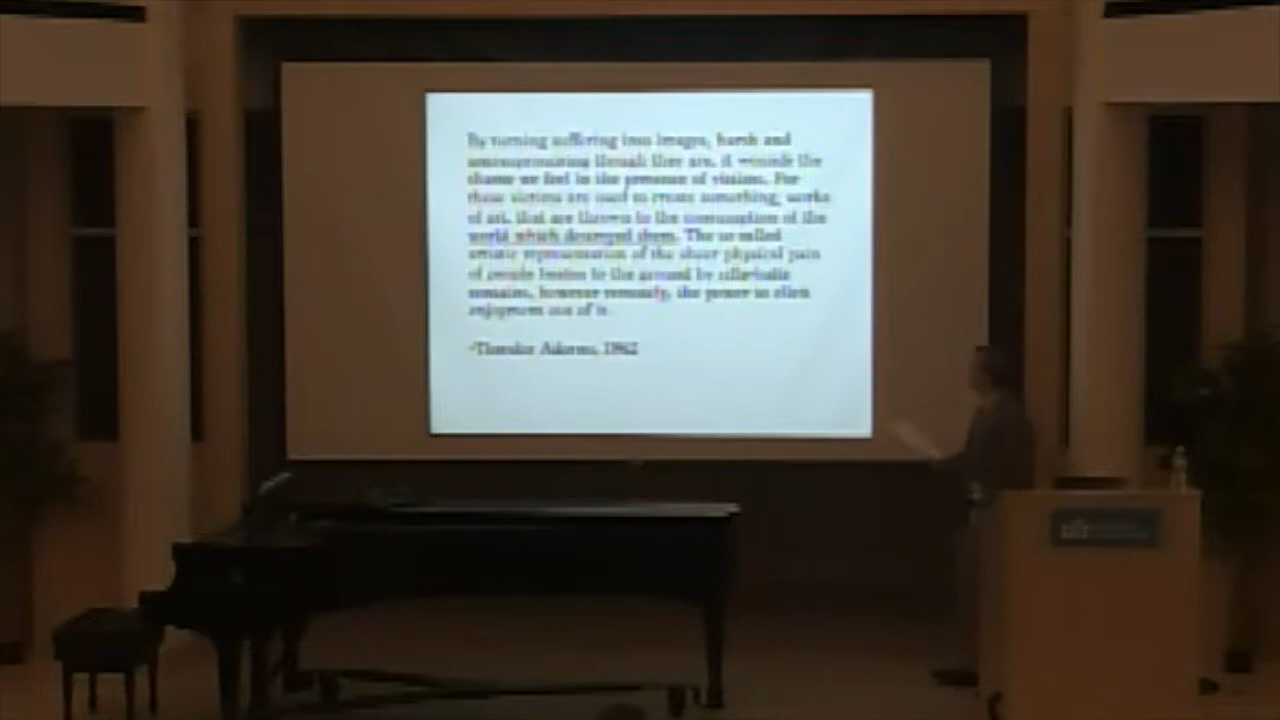 By turning suffering into images, harsh and
uncompromising though they are, it wounds the
shame we feel in the presence of victims. For
these victims are used to create something, works
of art, that are thrown to the consumption of the
world which destroyed them. The so called
artistic representation of the sheer physical pain
of people beaten to the ground by rifle-butts
contains, however remotely, the power to elicit
enjoyment out of it.
-Theodor Adorno, 1962